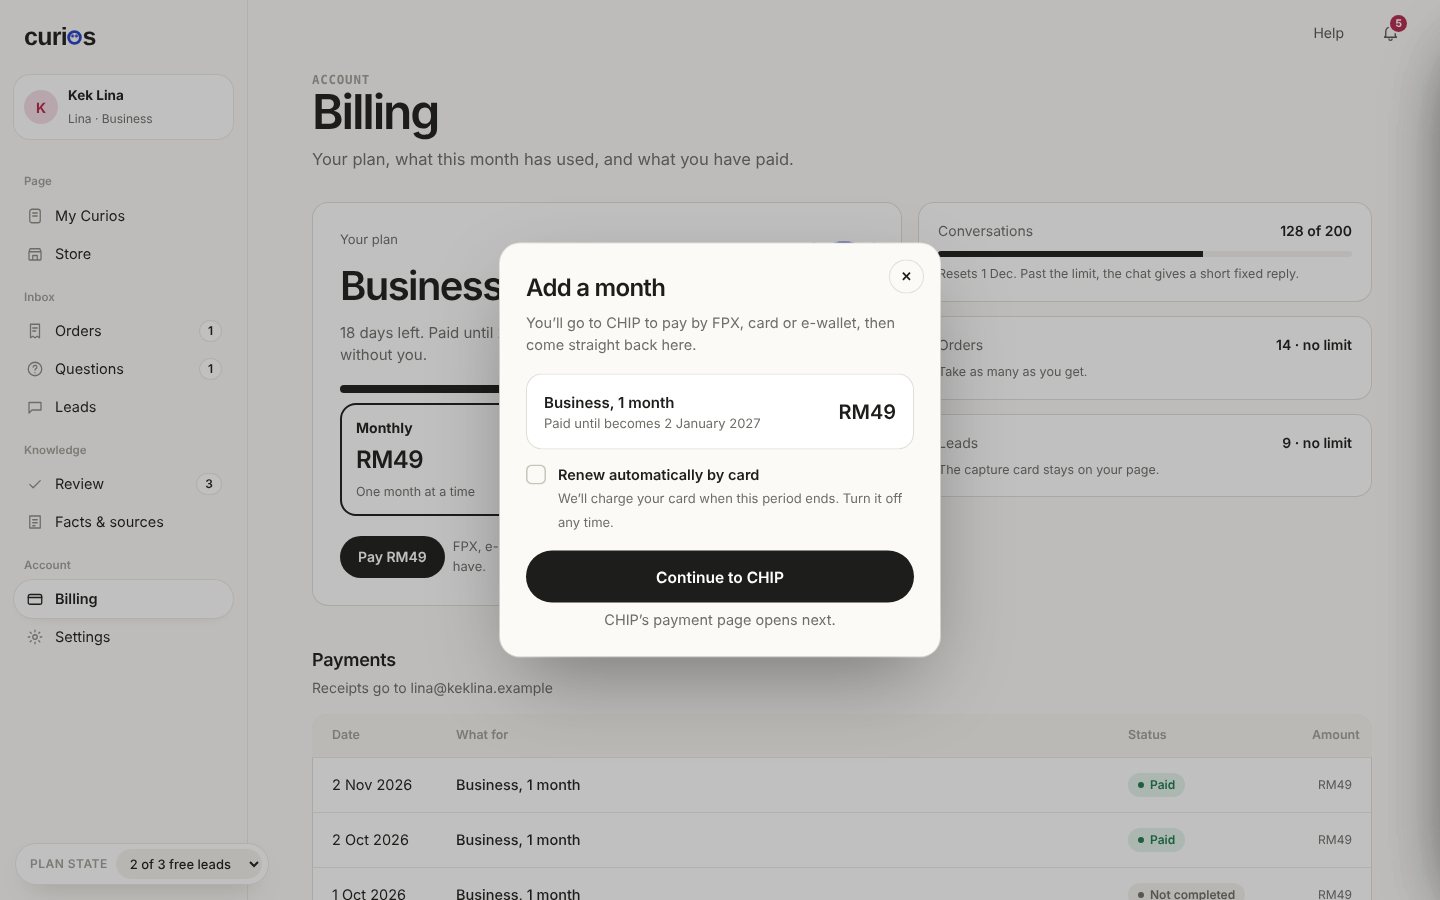 curios
Help
5
K
Kek Lina
Lina · Business
Page
My Curios
Store
Inbox
Orders 1
Questions 1
Leads
Knowledge
Review 3
Facts & sources
Account
Billing
Settings
PLAN STATE 2 of 3 free leads
ACCOUNT
Billing
Your plan, what this month has used, and what you have paid.
Your plan
Business
18 days left. Paid until
without you.
Monthly
RM49
One month at a time
Pay RM49
FPX, e-
have.
Conversations 128 of 200
Resets 1 Dec. Past the limit, the chat gives a short fixed reply.
Orders 14 · no limit
Take as many as you get.
Leads 9 · no limit
The capture card stays on your page.
Add a month
You’ll go to CHIP to pay by FPX, card or e-wallet, then
come straight back here.
Business, 1 month
Paid until becomes 2 January 2027
RM49
Renew automatically by card
We’ll charge your card when this period ends. Turn it off
any time.
Continue to CHIP
CHIP’s payment page opens next.
Payments
Receipts go to lina@keklina.example
Date What for Status Amount
2 Nov 2026 Business, 1 month Paid RM49
2 Oct 2026 Business, 1 month Paid RM49
1 Oct 2026 Business, 1 month Not completed RM49